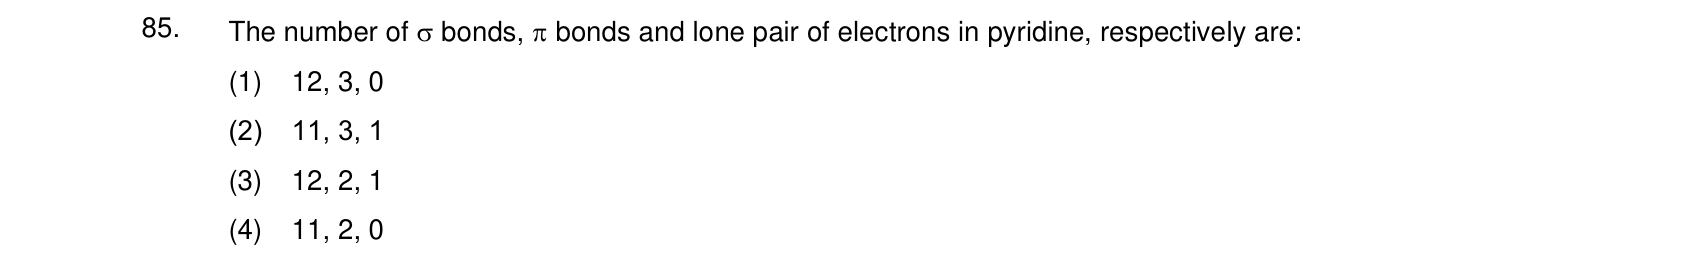 85. The number of σ bonds, π bonds and lone pair of electrons in pyridine, respectively are:
(1) 12, 3, 0
(2) 11, 3, 1
(3) 12, 2, 1
(4) 11, 2, 0